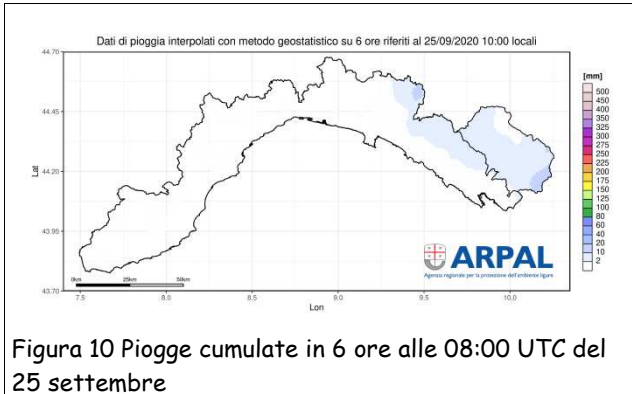 Dati di pioggia interpolati con metodo geostatistico su 6 ore riferiti al 25/09/2020 10:00 locali
44.70
44.45
44.20
43.95
43.70
Lat
7.5
8.0
8.5
9.0
9.5
10.0
Lon
0km
25km
50km
[mm]
500
450
400
350
325
300
275
250
225
200
175
150
125
100
80
60
40
20
10
2
ARPAL
Agenzia regionale per la protezione dell'ambiente ligure
Figura 10 Piogge cumulate in 6 ore alle 08:00 UTC del
25 settembre